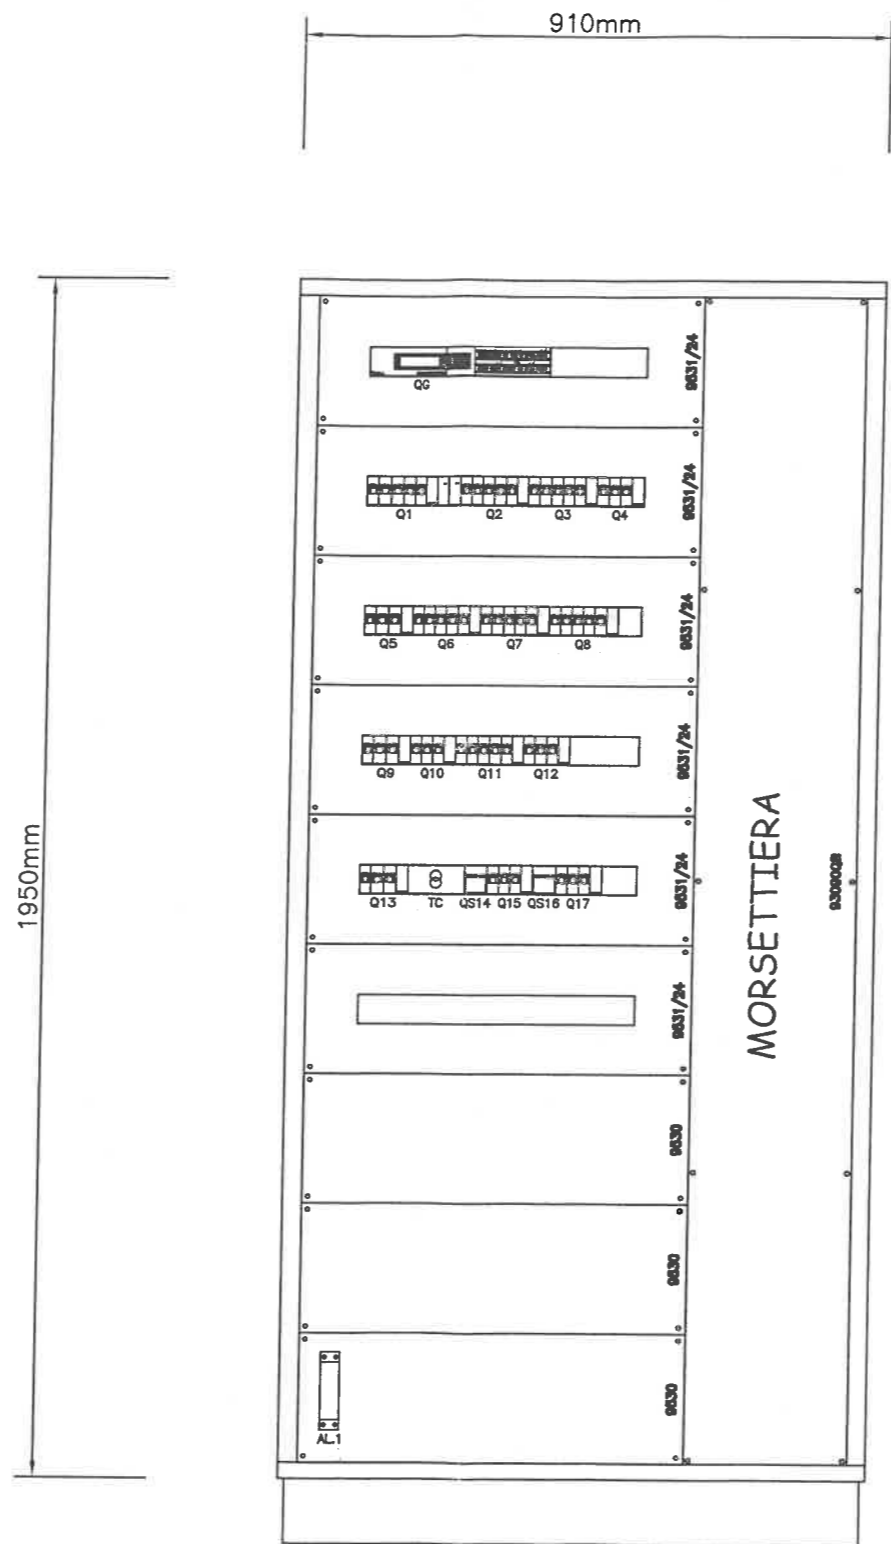 910mm
1950mm
QG
9631/24
Q1 Q2 Q3 Q4
9631/24
Q5 Q6 Q7 Q8
9631/24
Q9 Q10 Q11 Q12
9631/24
Q13 TC QS14 Q15 QS16 Q17
9631/24
9631/24
9630
9630
AL.1
9630
MORSETTIERA